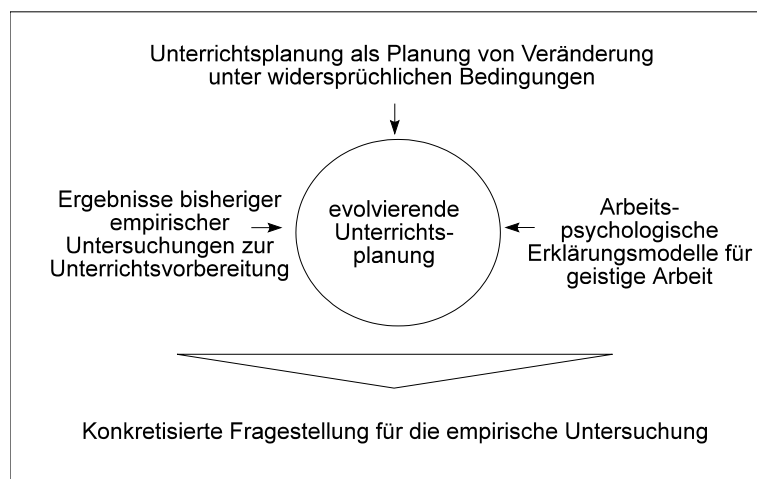 Unterrichtsplanung als Planung von Veränderung
unter widersprüchlichen Bedingungen
Ergebnisse bisheriger
empirischer
Untersuchungen zur
Unterrichtsvorbereitung
evolvierende
Unterrichts-
planung
Arbeits-
psychologische
Erklärungsmodelle für
geistige Arbeit
Konkretisierte Fragestellung für die empirische Untersuchung